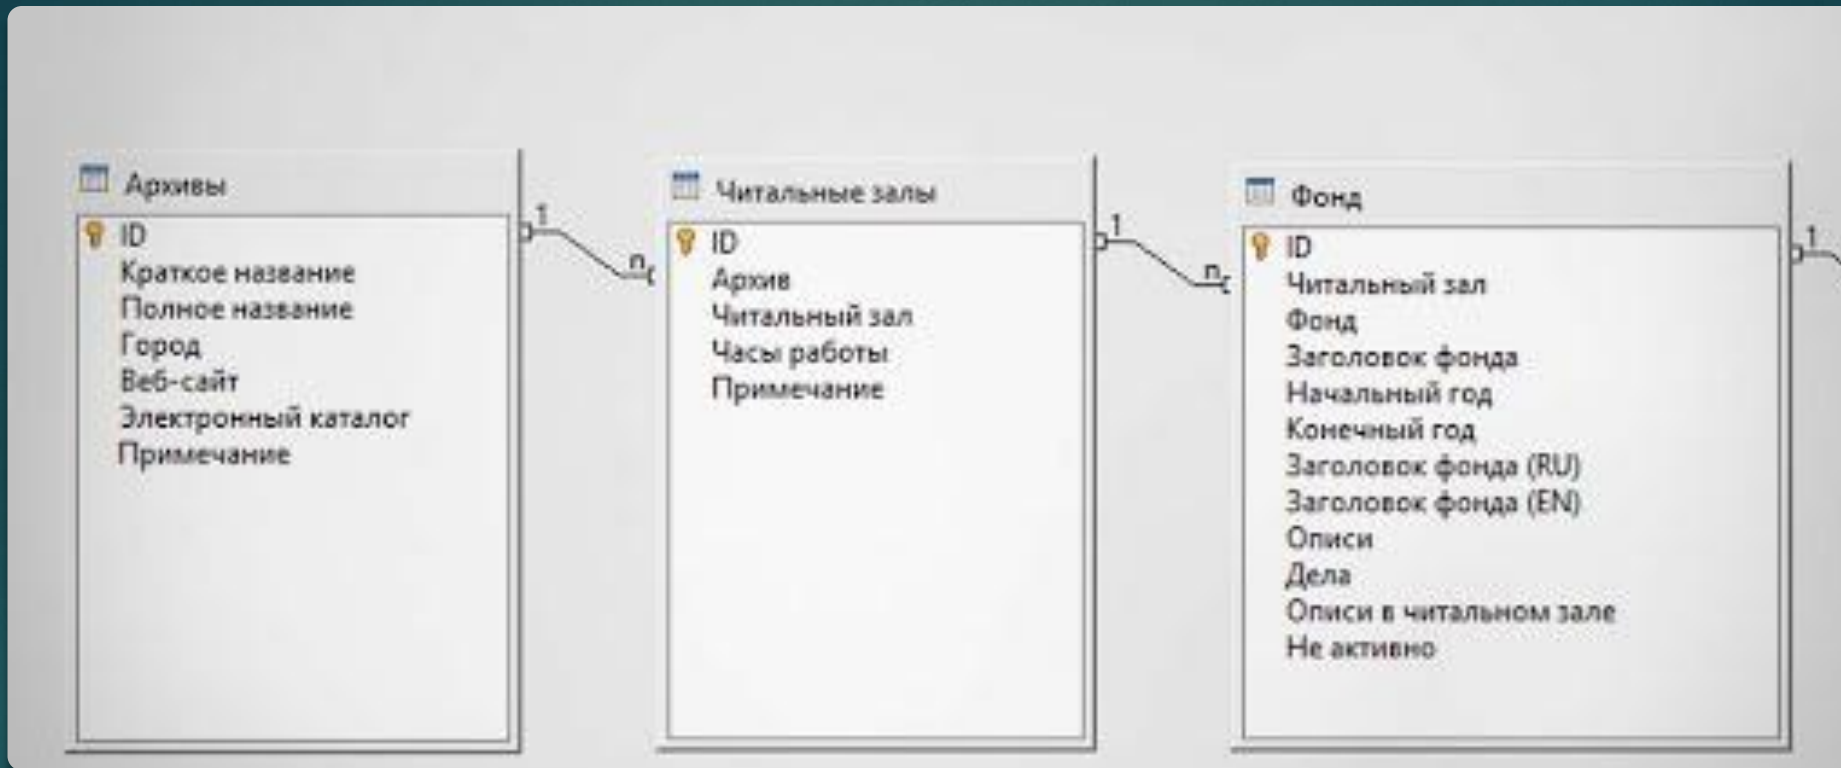 Архивы
ID
Краткое название
Полное название
Город
Веб-сайт
Электронный каталог
Примечание
1
n
Читальные залы
ID
Архив
Читальный зал
Часы работы
Примечание
1
n
Фонд
ID
Читальный зал
Фонд
Заголовок фонда
Начальный год
Конечный год
Заголовок фонда (RU)
Заголовок фонда (EN)
Описи
Дела
Описи в читальном зале
Не активно
1